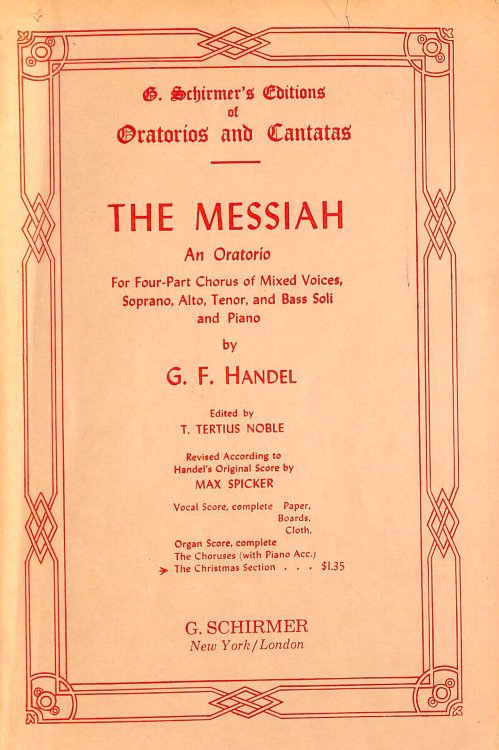 G. Schirmer's Editions
of
Oratorios and Cantatas
THE MESSIAH
An Oratorio
For Four-Part Chorus of Mixed Voices,
Soprano, Alto, Tenor, and Bass Soli
and Piano
by
G. F. HANDEL
Edited by
T. TERTIUS NOBLE
Revised According to
Handel's Original Score by
MAX SPICKER
Vocal Score, complete Paper,
Boards,
Cloth,
Organ Score, complete
The Choruses (with Piano Acc.)
The Christmas Section . . . $1.35
G. SCHIRMER
New York/London